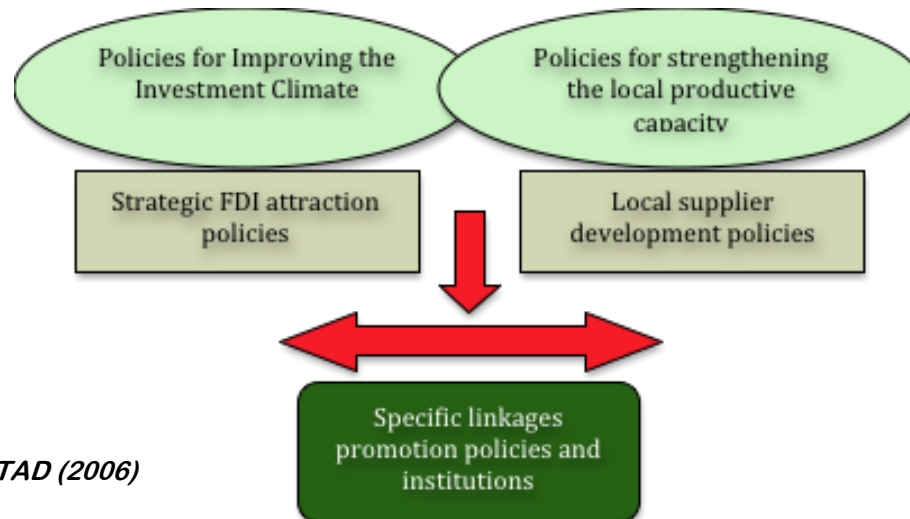 Policies for Improving the
Investment Climate
Policies for strengthening
the local productive
capacity
Strategic FDI attraction
policies
Local supplier
development policies
Specific linkages
promotion policies and
institutions
TAD (2006)